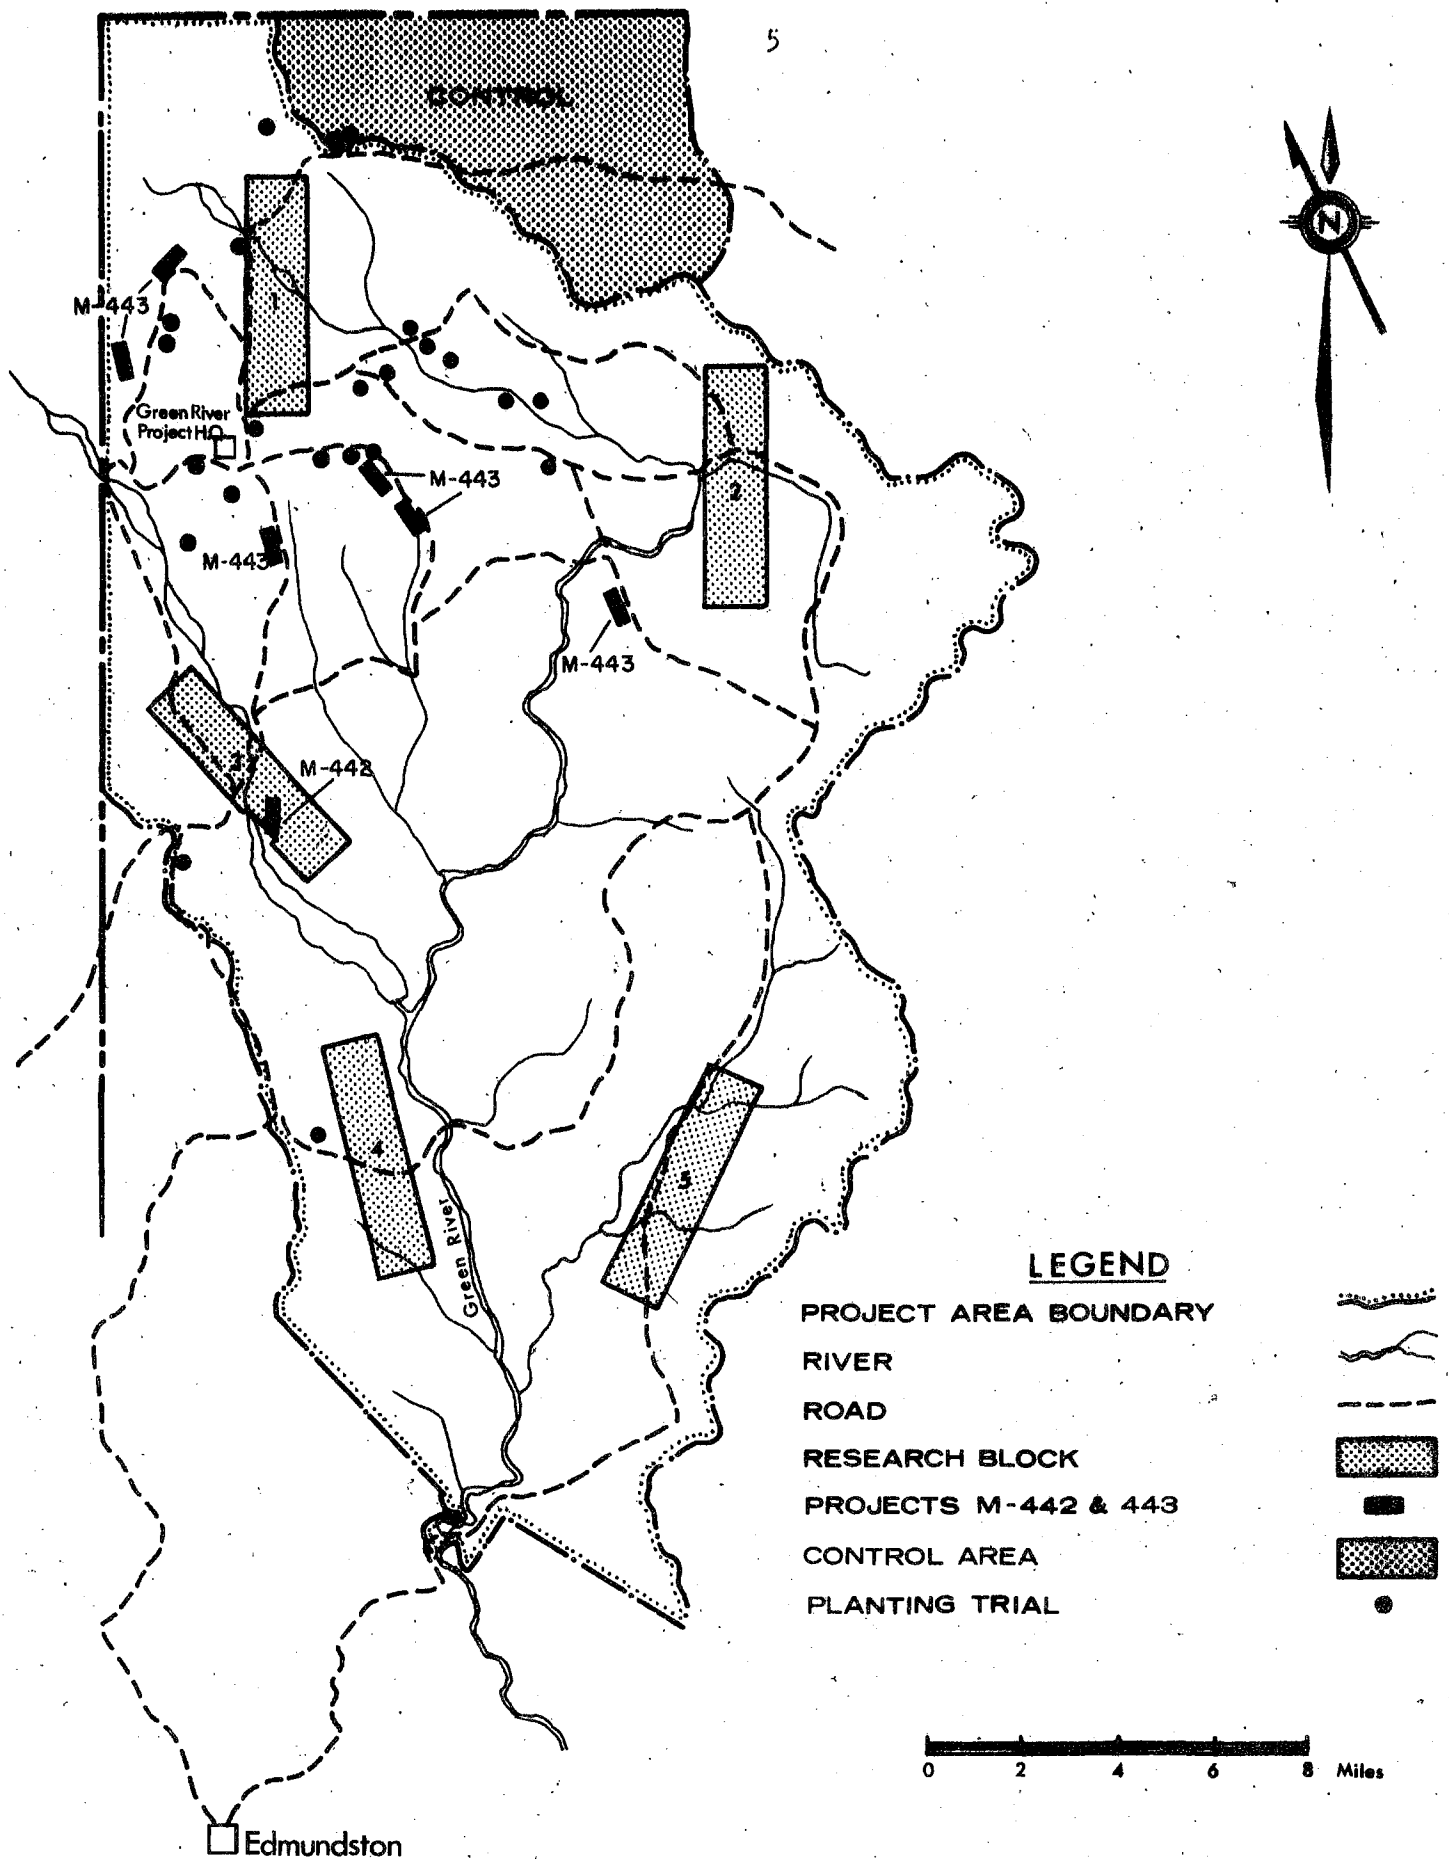 5
CONTROL
N
1
M-443
Green River
Project H.Q.
M-443
2
M-443
M-443
3
M-442
4
5
Green River
LEGEND
PROJECT AREA BOUNDARY
RIVER
ROAD
RESEARCH BLOCK
PROJECTS M-442 & 443
CONTROL AREA
PLANTING TRIAL
0 2 4 6 8 Miles
Edmundston